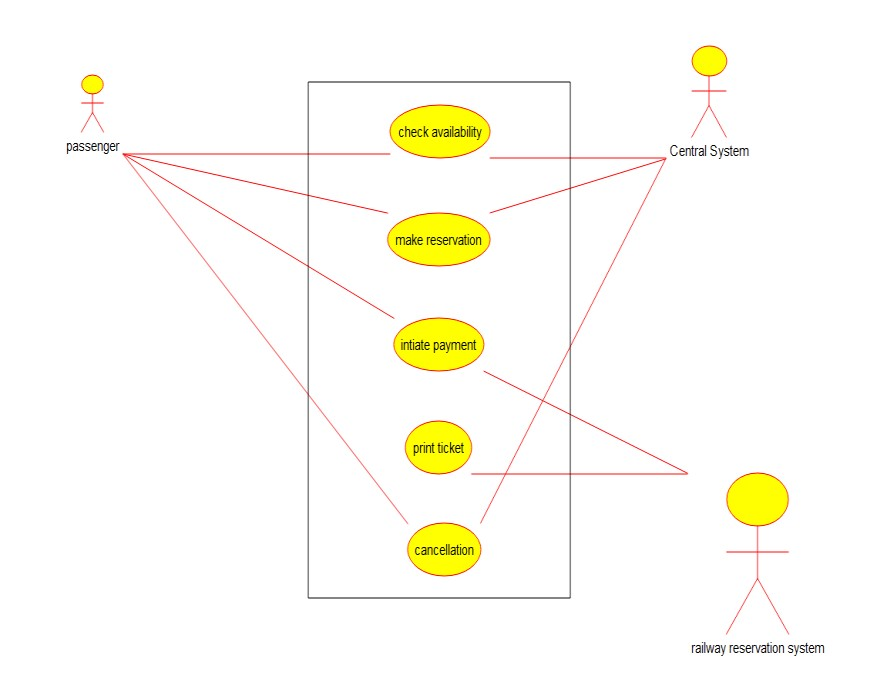 passenger
Central System
check availability
make reservation
intiate payment
print ticket
cancellation
railway reservation system